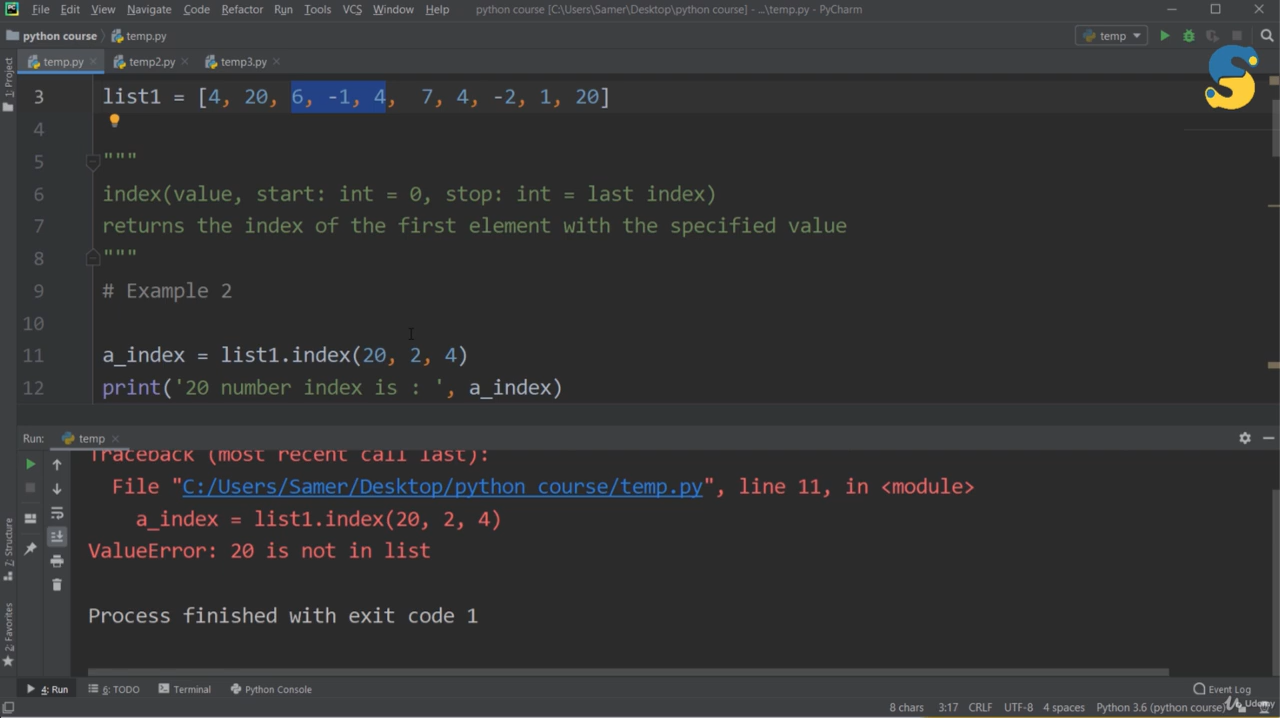 File Edit View Navigate Code Refactor Run Tools VCS Window Help python course [C:\Users\Samer\Desktop\python course] - ...\temp.py - PyCharm
python course temp.py temp
temp.py temp2.py temp3.py
1: Project
3 list1 = [4, 20, 6, -1, 4, 7, 4, -2, 1, 20]
4
5 """
6 index(value, start: int = 0, stop: int = last index)
7 returns the index of the first element with the specified value
8 """
9 # Example 2
10
11 a_index = list1.index(20, 2, 4)
12 print('20 number index is : ', a_index)
Run: temp
Traceback (most recent call last):
File "C:/Users/Samer/Desktop/python course/temp.py", line 11, in <module>
a_index = list1.index(20, 2, 4)
ValueError: 20 is not in list
Process finished with exit code 1
7: Structure
2: Favorites
4: Run 6: TODO Terminal Python Console Event Log
8 chars 3:17 CRLF UTF-8 4 spaces Python 3.6 (python course)
Udemy